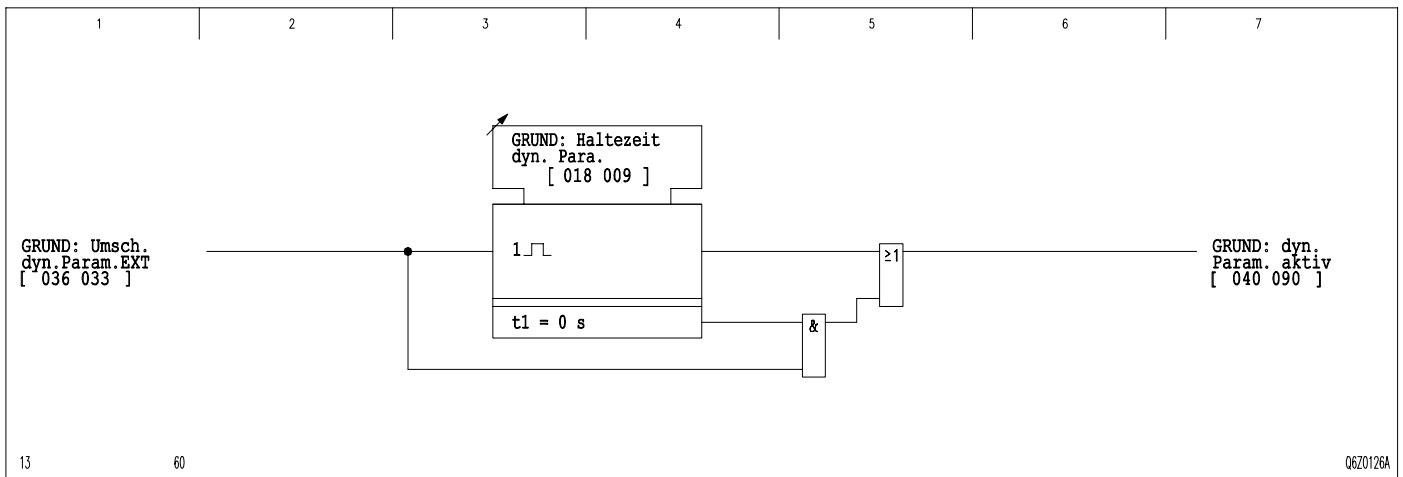 1 2 3 4 5 6 7
GRUND: Haltezeit
dyn. Para.
[ 018 009 ]
GRUND: Umsch.
dyn.Param.EXT
[ 036 033 ]
1
≥1
GRUND: dyn.
Param. aktiv
[ 040 090 ]
t1 = 0 s
&
13 60 Q6Z0126A